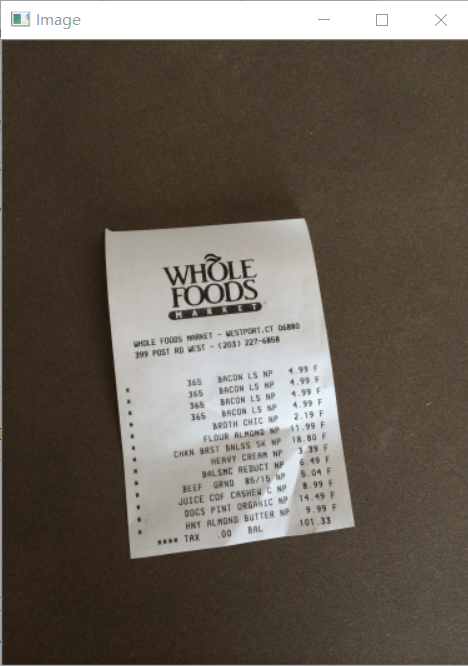 Image
WHOLE
FOODS
MARKET
WHOLE FOODS MARKET - WESTPORT,CT 06880
399 POST RD WEST - (203) 227-6858
365 BACON LS NP 4.99 F
365 BACON LS NP 4.99 F
365 BACON LS NP 4.99 F
365 BACON LS NP 4.99 F
BROTH CHIC NP 2.19 F
FLOUR ALMOND NP 11.99 F
CHKN BRST BNLSS SK NP 18.80 F
HEAVY CREAM NP 3.39 F
BALSMC REDUCT NP 6.49 F
BEEF GRND 85/15 NP 5.04 F
JUICE COF CASHEW C NP 8.99 F
DOCS PINT ORGANIC NP 14.49 F
HNY ALMOND BUTTER NP 9.99 F
**** TAX .00 BAL 101.33